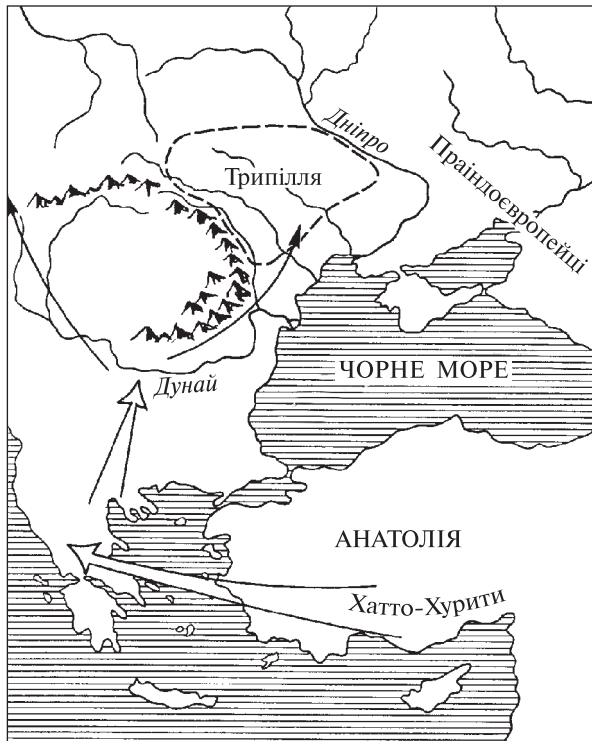 Дніпро
Трипілля
Праіндоєвропейці
ЧОРНЕ МОРЕ
Дунай
АНАТОЛІЯ
Хатто-Хурити